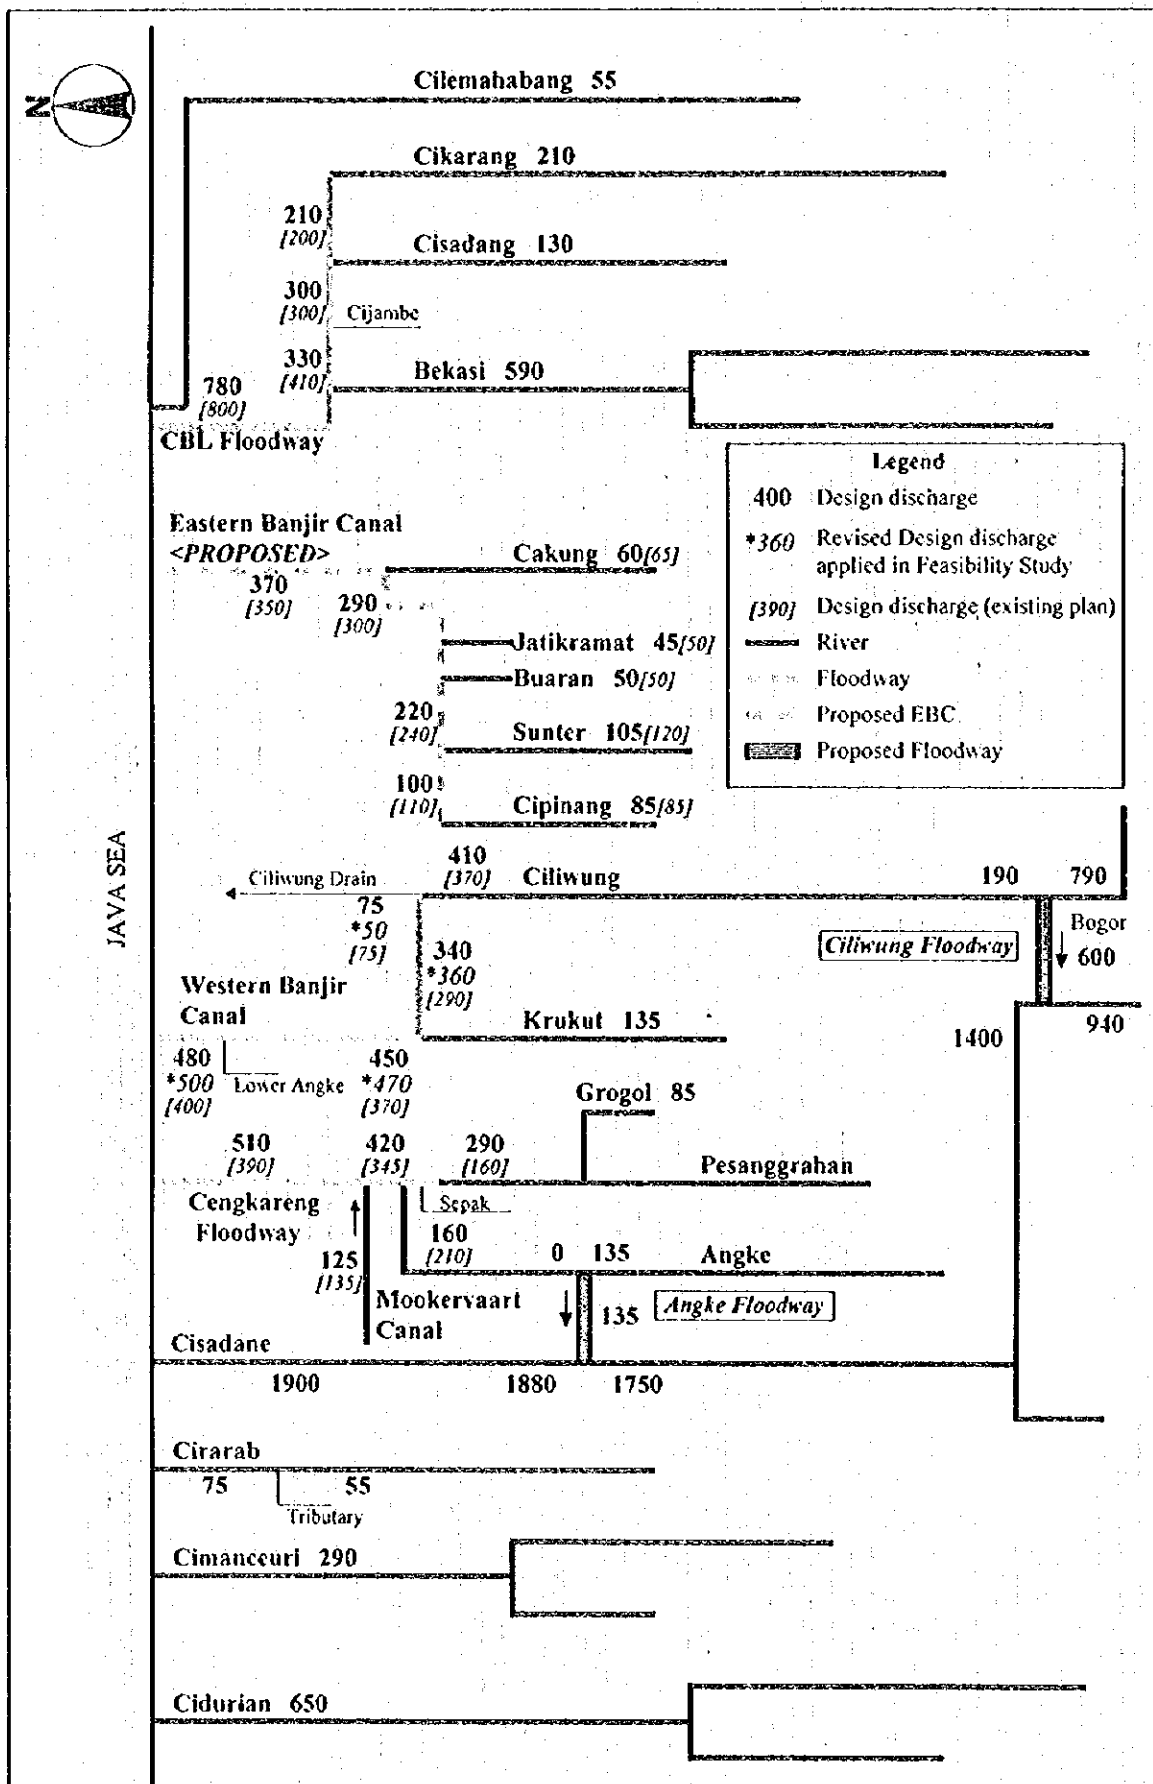 N
Cilemahabang 55
Cikarang 210
210
[200]
Cisadang 130
300
[300]
Cijambe
330
[410]
Bekasi 590
780
[800]
CBL Floodway
Legend
400 Design discharge
*360 Revised Design discharge
applied in Feasibility Study
[390] Design discharge (existing plan)
River
Floodway
Proposed EBC
Proposed Floodway
Eastern Banjir Canal
<PROPOSED>
Cakung 60[65]
370
[350]
290
[300]
Jatikramat 45[50]
Buaran 50[50]
220
[240]
Sunter 105[120]
100
[110]
Cipinang 85[85]
JAVA SEA
410
[370]
Ciliwung Drain
Ciliwung
190
790
75
*50
[75]
340
*360
[290]
Ciliwung Floodway
Bogor
600
Western Banjir
Canal
Krukut 135
1400
940
480
*500
[400]
Lower Angke
450
*470
[370]
Grogol 85
510
[390]
420
[345]
290
[160]
Pesanggrahan
Cengkareng
Floodway
Sepak
160
[210]
0
135
Angke
125
[135]
Mookervaart
Canal
135
Angke Floodway
Cisadane
1900
1880
1750
Cirarab
75
55
Tributary
Cimanceuri 290
Cidurian 650